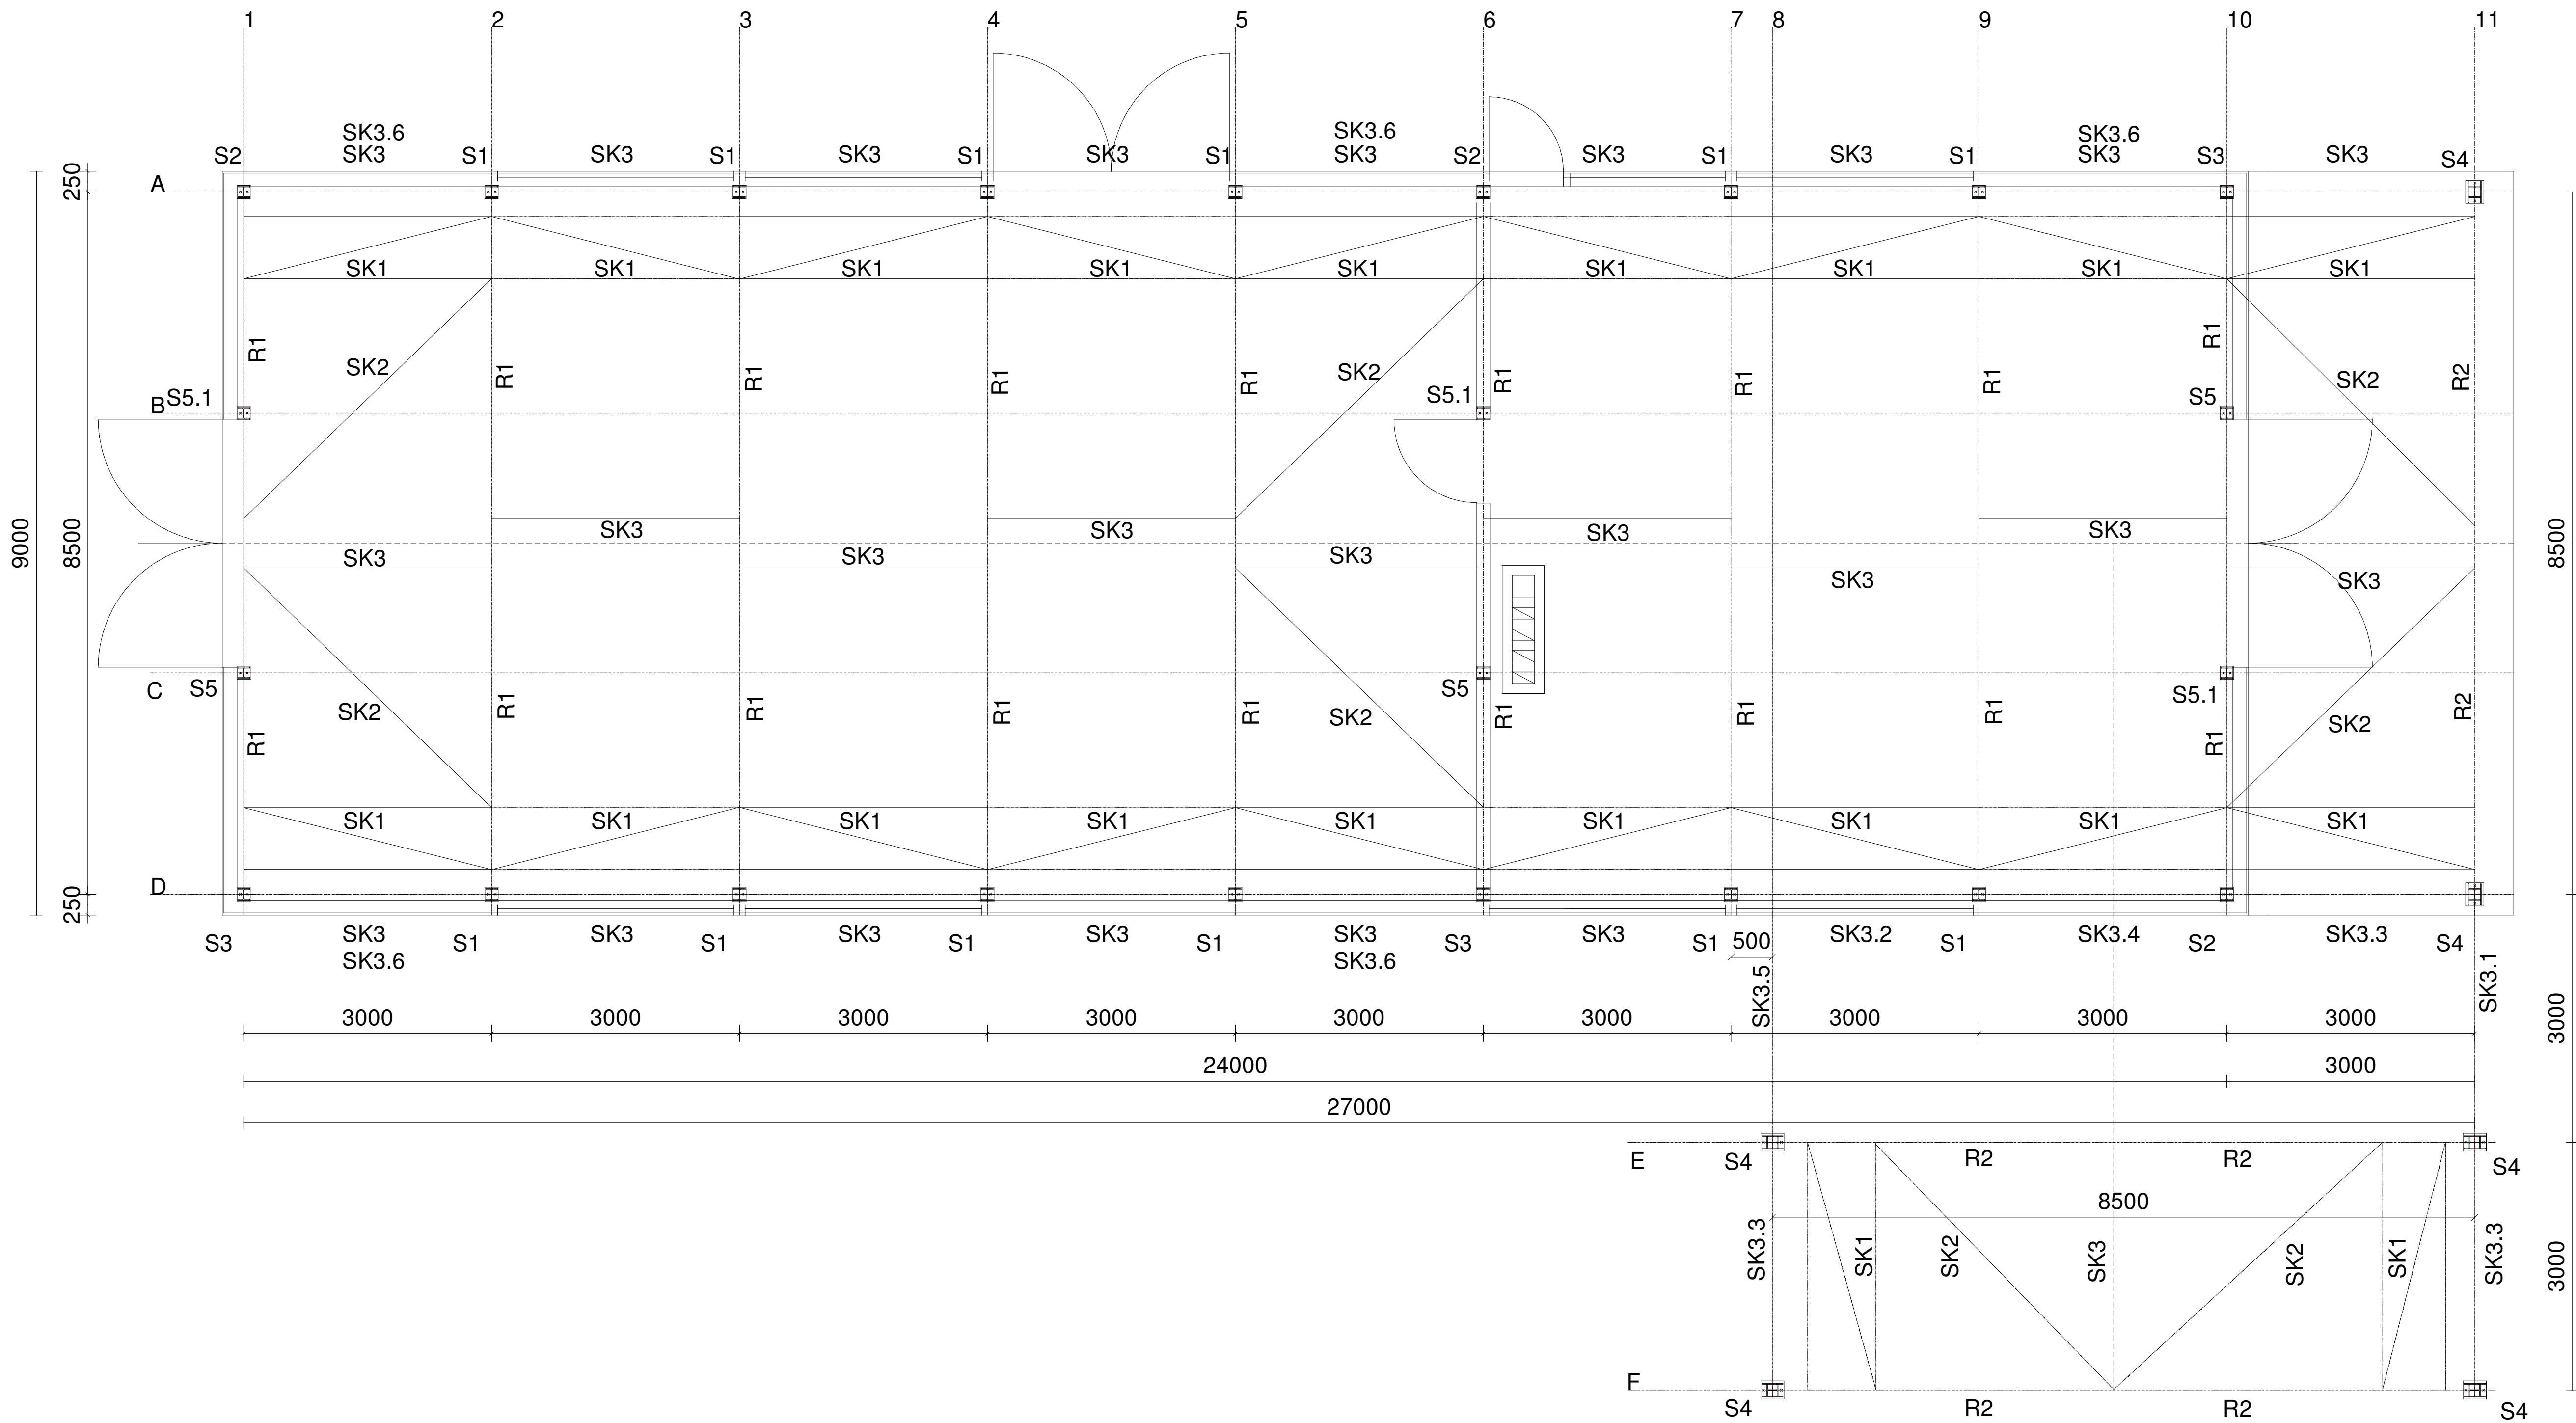 1 2 3 4 5 6 7 8 9 10 11
SK3.6 SK3.6 SK3.6
S2 SK3 S1 SK3 S1 SK3 S1 SK3 S1 SK3 S2 SK3 S1 SK3 S1 SK3 S3 SK3 S4
250 A
SK1 SK1 SK1 SK1 SK1 SK1 SK1 SK1 SK1
R1 SK2 R1 R1 R1 R1 SK2 R1 R1 R1 R1 SK2 R2
B S5.1 S5.1 S5
9000 8500 8500
SK3 SK3 SK3 SK3
SK3 SK3 SK3 SK3 SK3
C S5 S5 S5.1
R1 SK2 R1 R1 R1 R1 SK2 R1 R1 R1 R1 SK2 R2
SK1 SK1 SK1 SK1 SK1 SK1 SK1 SK1 SK1
250 D
S3 SK3 S1 SK3 S1 SK3 S1 SK3 S1 SK3 S3 SK3 S1 500 SK3.2 S1 SK3.4 S2 SK3.3 S4
SK3.6 SK3.6
SK3.5 SK3.1
3000 3000 3000 3000 3000 3000 3000 3000 3000 3000
24000 3000
27000
E S4 R2 R2 S4
8500
SK3.3 SK1 SK2 SK3 SK2 SK1 SK3.3 3000
F S4 R2 R2 S4